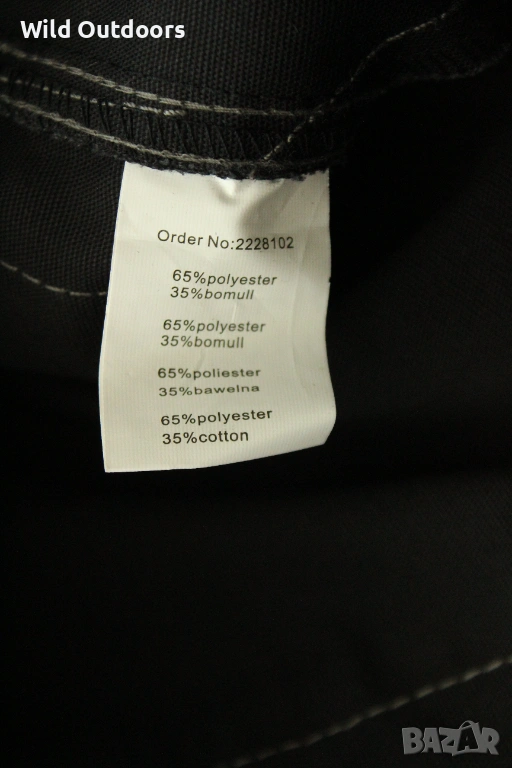 Wild Outdoors
Order No:2228102
65%polyester
35%bomull
65%polyester
35%bomull
65%poliester
35%bawelna
65%polyester
35%cotton
BAZAR